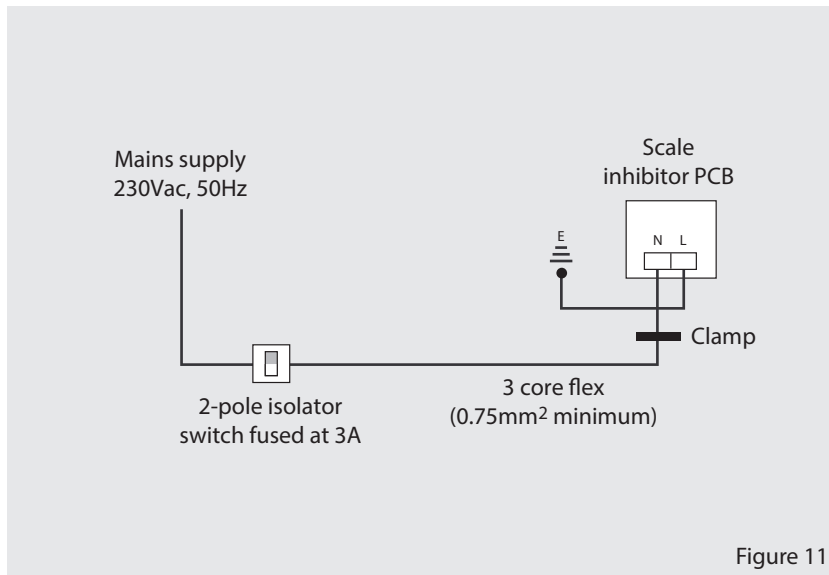 Mains supply
230Vac, 50Hz
Scale
inhibitor PCB
E
N L
Clamp
2-pole isolator
switch fused at 3A
3 core flex
(0.75mm2 minimum)
Figure 11